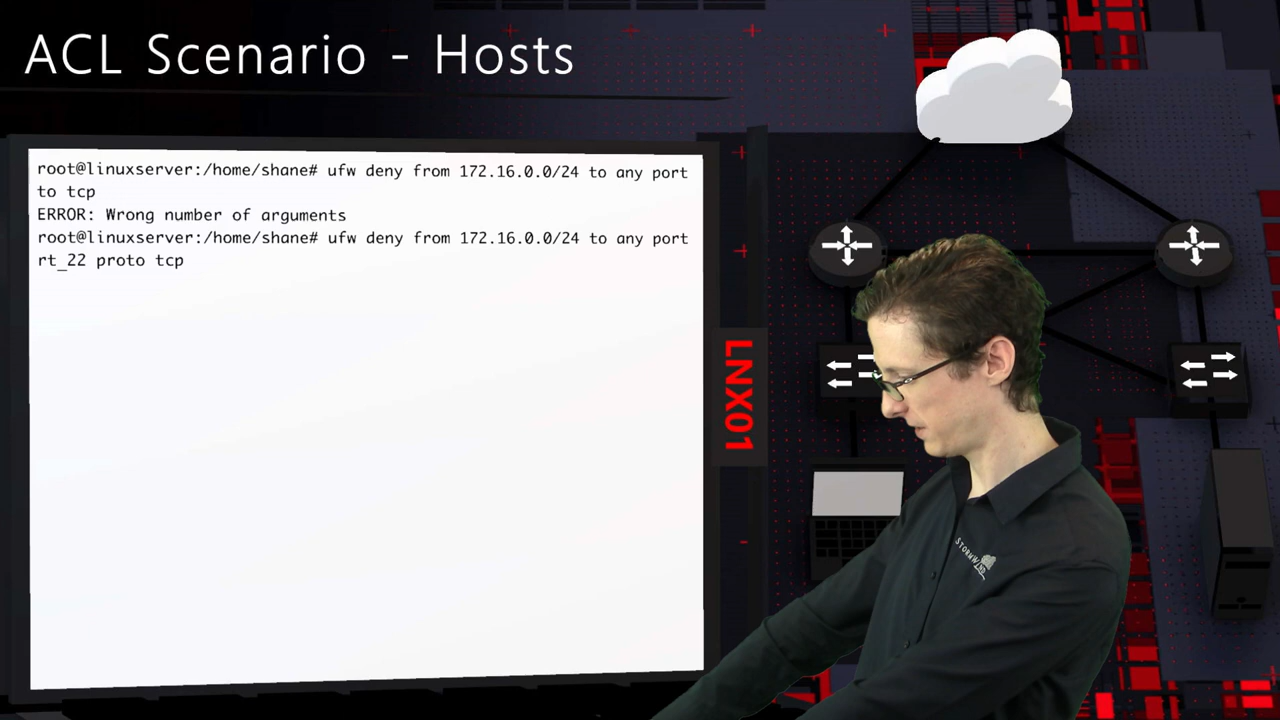 ACL Scenario - Hosts
root@linuxserver:/home/shane# ufw deny from 172.16.0.0/24 to any port
to tcp
ERROR: Wrong number of arguments
root@linuxserver:/home/shane# ufw deny from 172.16.0.0/24 to any port
rt_22 proto tcp
LNX01
STORMWIND